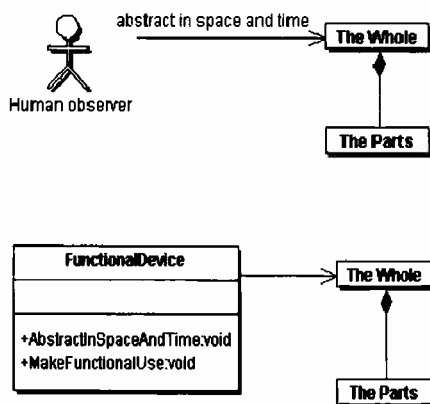 abstract in space and time
The Whole
Human observer
The Parts
FunctionalDevice
The Whole
+AbstractInSpaceAndTime:void
+MakeFunctionalUse:void
The Parts